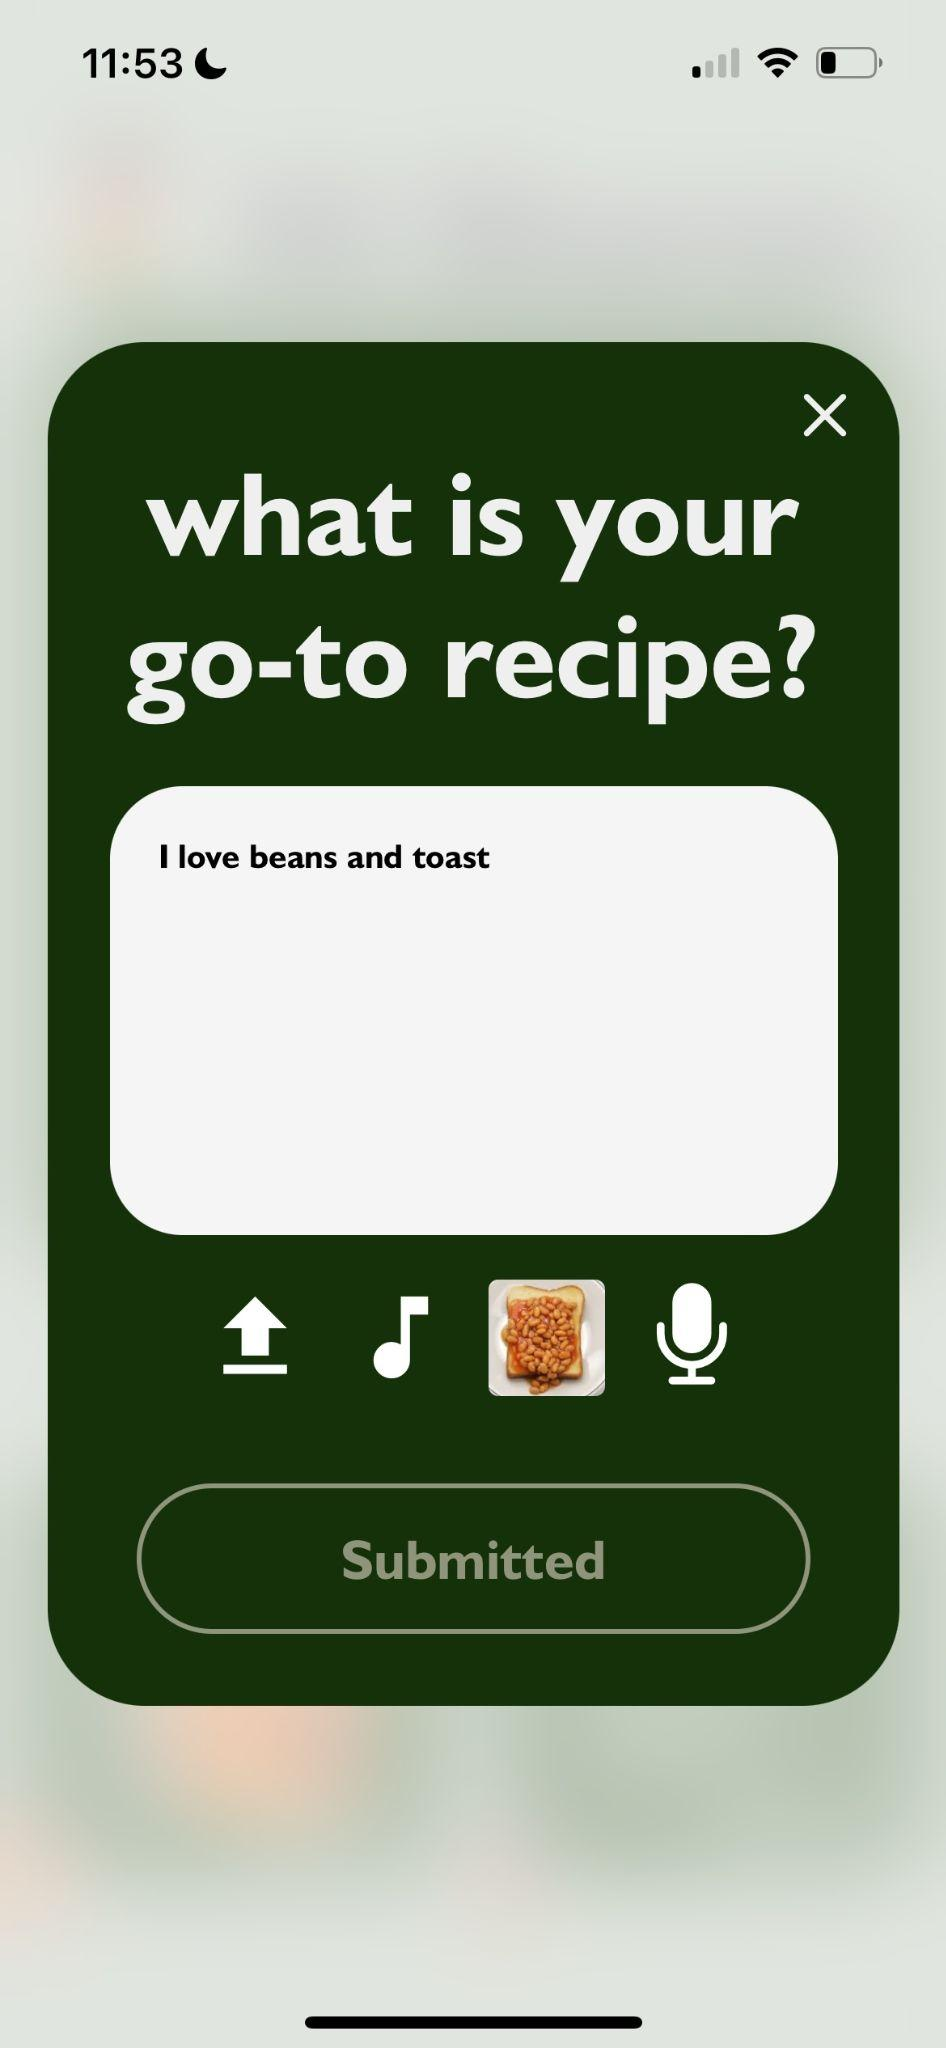 11:53
what is your
go-to recipe?
I love beans and toast
Submitted